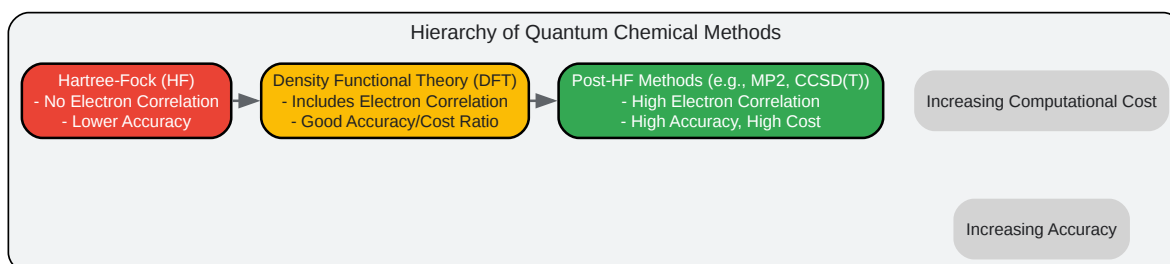 Hierarchy of Quantum Chemical Methods
Hartree-Fock (HF)
- No Electron Correlation
- Lower Accuracy
Density Functional Theory (DFT)
- Includes Electron Correlation
- Good Accuracy/Cost Ratio
Post-HF Methods (e.g., MP2, CCSD(T))
- High Electron Correlation
- High Accuracy, High Cost
Increasing Computational Cost
Increasing Accuracy